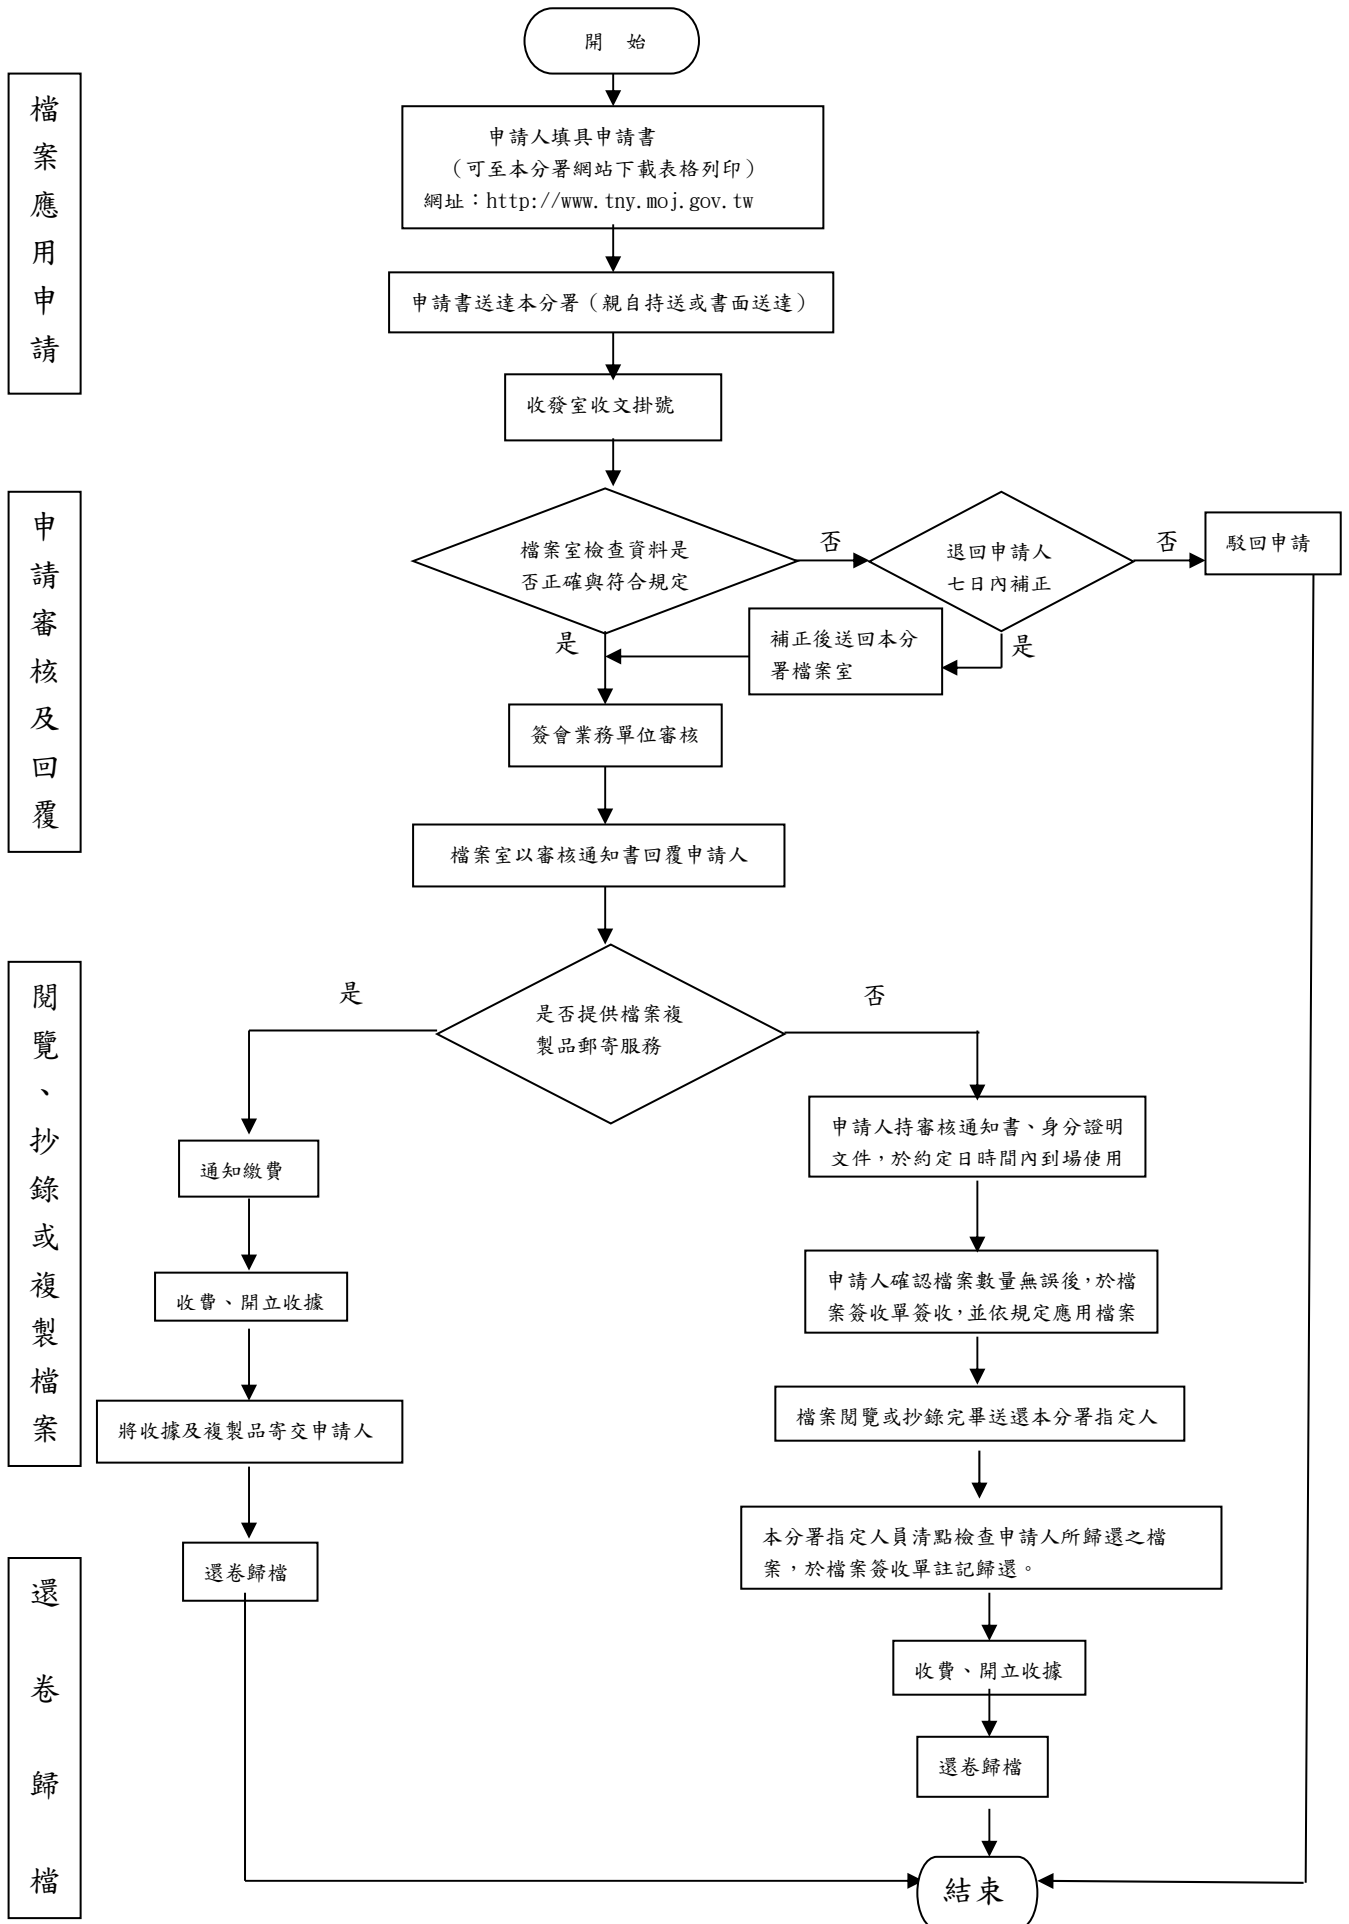 開　始
檔案應用申請
申請人填具申請書
（可至本分署網站下載表格列印）
網址：http://www.tny.moj.gov.tw
申請書送達本分署（親自持送或書面送達）
收發室收文掛號
申請審核及回覆
檔案室檢查資料是
否正確與符合規定
否
退回申請人
七日內補正
否
駁回申請
是
補正後送回本分
署檔案室
是
簽會業務單位審核
檔案室以審核通知書回覆申請人
閱覽、抄錄或複製檔案
是
是否提供檔案複
製品郵寄服務
否
通知繳費
收費、開立收據
將收據及複製品寄交申請人
還卷歸檔
申請人持審核通知書、身分證明
文件，於約定日時間內到場使用
申請人確認檔案數量無誤後，於檔
案簽收單簽收，並依規定應用檔案
檔案閱覽或抄錄完畢送還本分署指定人
本分署指定人員清點檢查申請人所歸還之檔
案，於檔案簽收單註記歸還。
收費、開立收據
還卷歸檔
還卷歸檔
結束